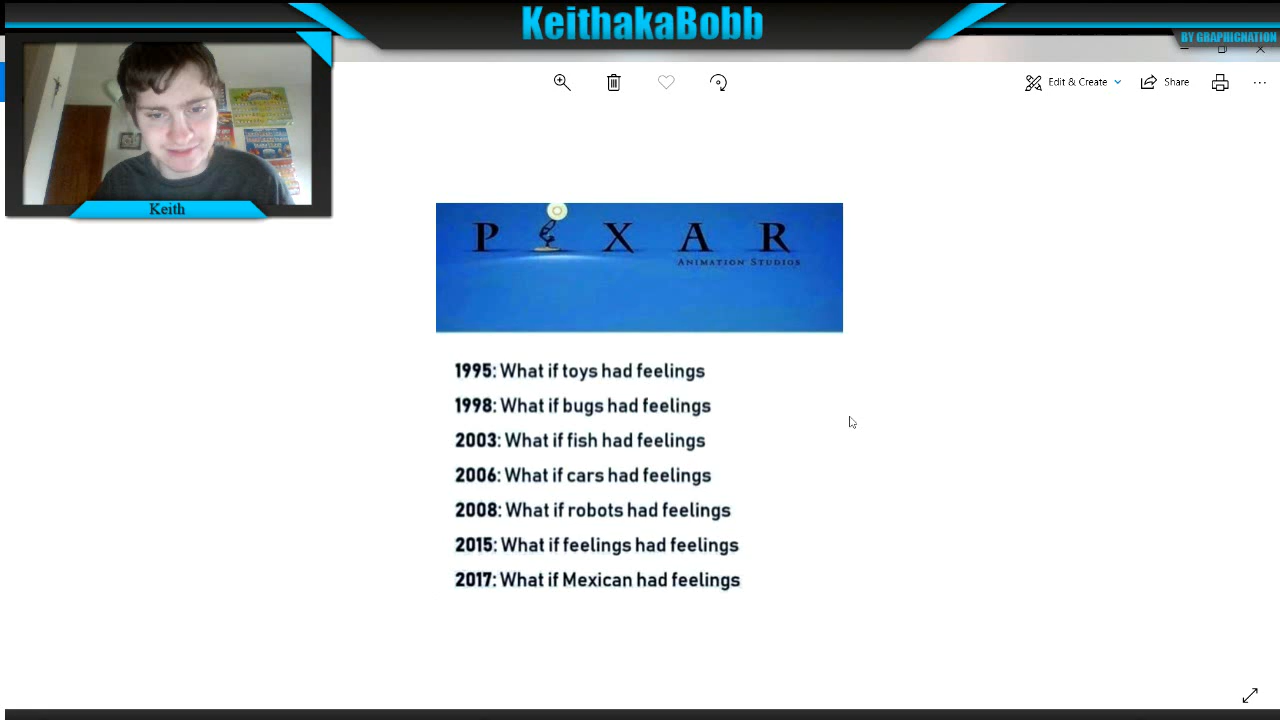 KeithakaBobb
BY GRAPHICNATION
Edit & Create
Share
Keith
PIXAR
ANIMATION STUDIOS
1995: What if toys had feelings
1998: What if bugs had feelings
2003: What if fish had feelings
2006: What if cars had feelings
2008: What if robots had feelings
2015: What if feelings had feelings
2017: What if Mexican had feelings